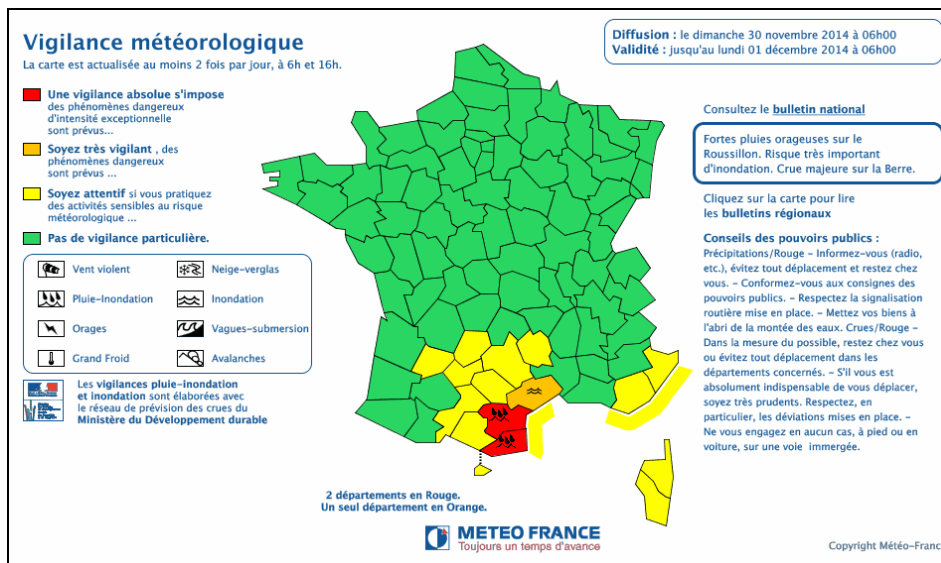 Vigilance météorologique
La carte est actualisée au moins 2 fois par jour, à 6h et 16h.
Diffusion : le dimanche 30 novembre 2014 à 06h00
Validité : jusqu'au lundi 01 décembre 2014 à 06h00
Une vigilance absolue s'impose
des phénomènes dangereux
d'intensité exceptionnelle
sont prévus...
Soyez très vigilant , des
phénomènes dangereux
sont prévus ...
Soyez attentif si vous pratiquez
des activités sensibles au risque
météorologique ...
Pas de vigilance particulière.
Vent violent
Neige-verglas
Pluie-Inondation
Inondation
Orages
Vagues-submersion
Grand Froid
Avalanches
Les vigilances pluie-inondation
et inondation sont élaborées avec
le réseau de prévision des crues du
Ministère du Développement durable
Consultez le bulletin national
Fortes pluies orageuses sur le
Roussillon. Risque très important
d'inondation. Crue majeure sur la Berre.
Cliquez sur la carte pour lire
les bulletins régionaux
Conseils des pouvoirs publics :
Précipitations/Rouge – Informez-vous (radio,
etc.), évitez tout déplacement et restez chez
vous. – Conformez-vous aux consignes des
pouvoirs publics. – Respectez la signalisation
routière mise en place. – Mettez vos biens à
l'abri de la montée des eaux. Crues/Rouge –
Dans la mesure du possible, restez chez vous
ou évitez tout déplacement dans les
départements concernés. – S'il vous est
absolument indispensable de vous déplacer,
soyez très prudents. Respectez, en
particulier, les déviations mises en place. –
Ne vous engagez en aucun cas, à pied ou en
voiture, sur une voie immergée.
2 départements en Rouge.
Un seul département en Orange.
METEO FRANCE
Toujours un temps d'avance
Copyright Météo-Franc